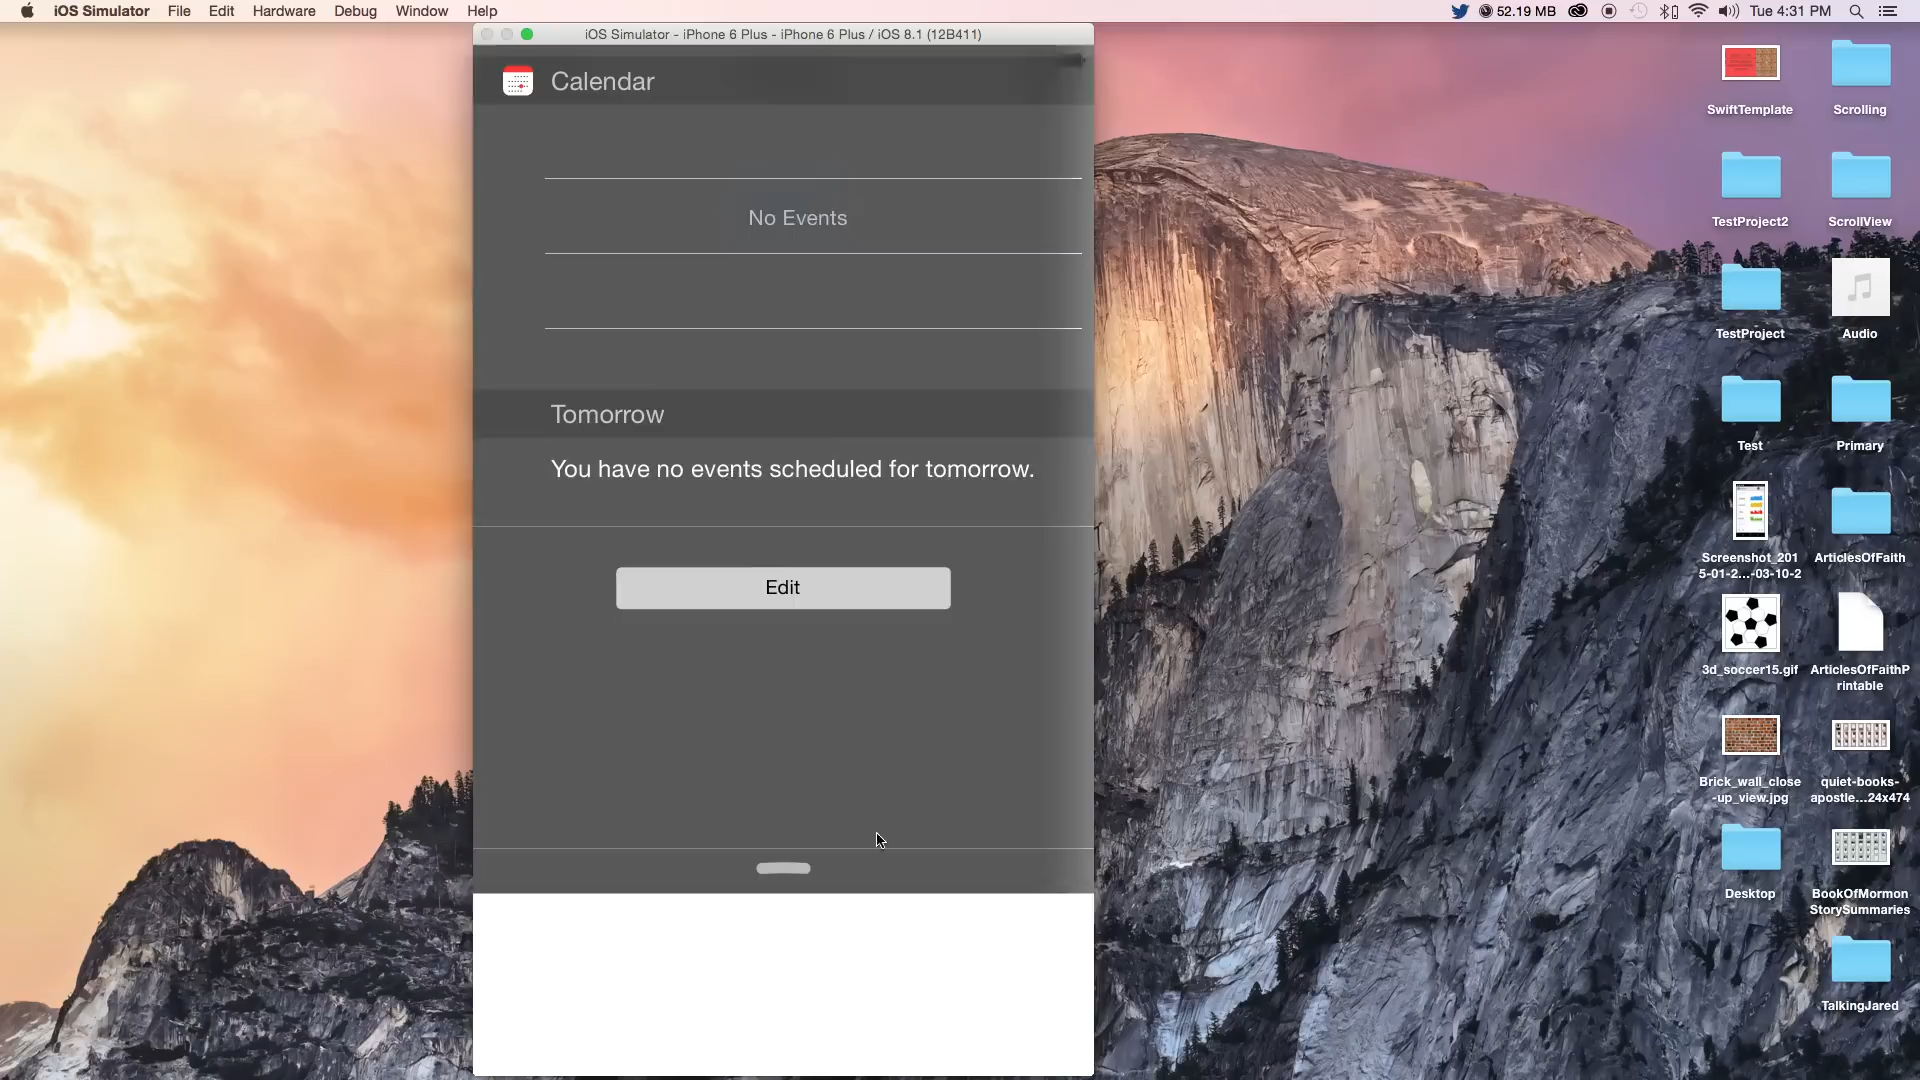 iOS Simulator File Edit Hardware Debug Window Help 52.19 MB Tue 4:31 PM
iOS Simulator - iPhone 6 Plus - iPhone 6 Plus / iOS 8.1 (12B411)
Calendar
No Events
Tomorrow
You have no events scheduled for tomorrow.
Edit
SwiftTemplate
Scrolling
TestProject2
ScrollView
TestProject
Audio
Test
Primary
Screenshot_201
5-01-2...-03-10-2
ArticlesOfFaith
3d_soccer15.gif
ArticlesOfFaithP
rintable
Brick_wall_close
-up_view.jpg
quiet-books-
apostle...24x474
Desktop
BookOfMormon
StorySummaries
TalkingJared